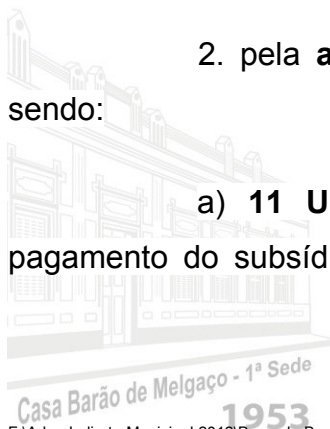 2. pela a
sendo:
a) 11 U
pagamento do subsíd
Casa Barão de Melgaço - 1ª Sede
1953